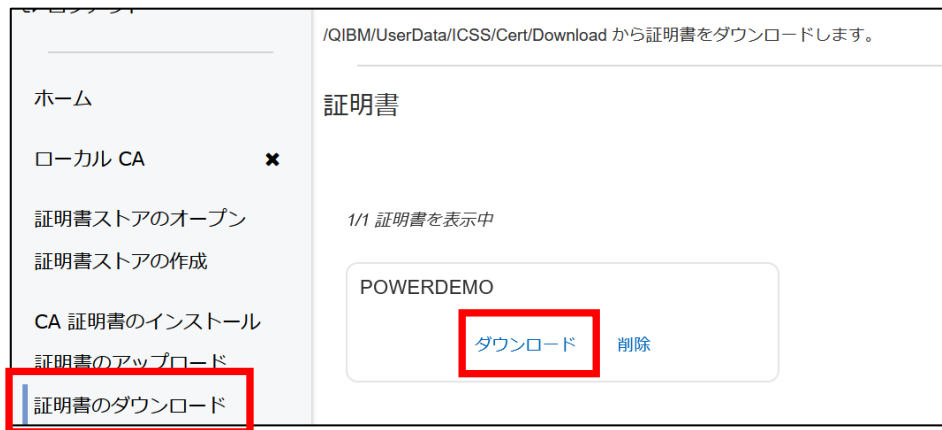 /QIBM/UserData/ICSS/Cert/Download から証明書をダウンロードします。
ホーム
ローカル CA ✖
証明書ストアのオープン
証明書ストアの作成
CA 証明書のインストール
証明書のアップロード
証明書のダウンロード
証明書
1/1 証明書を表示中
POWERDEMO
ダウンロード 削除